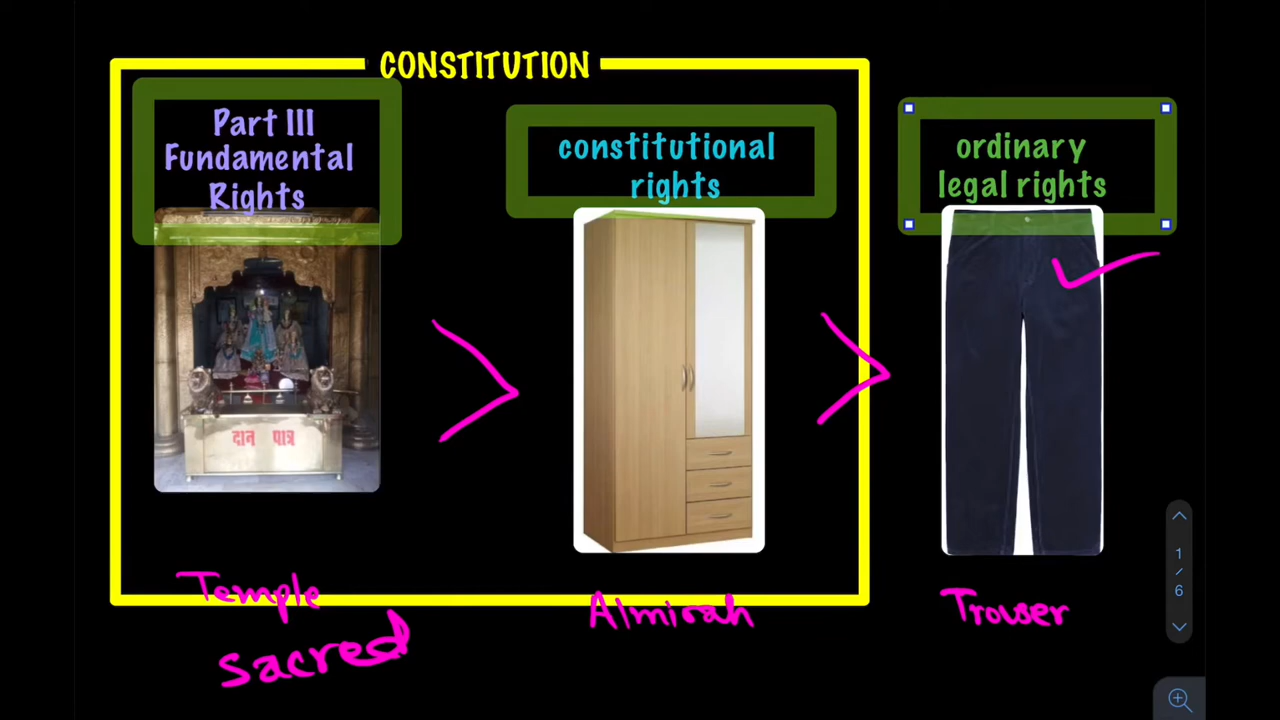 CONSTITUTION
Part III
Fundamental
Rights
constitutional
rights
ordinary
legal rights
दान पात्र
Temple
Sacred
Almirah
Trouser
1
/
6